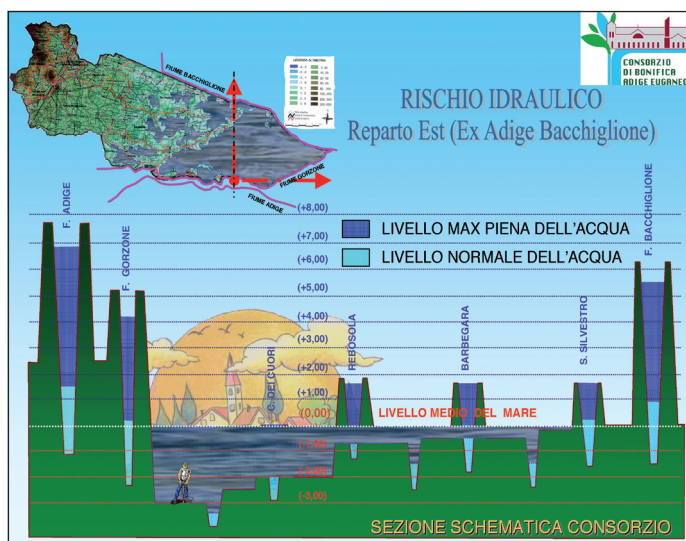 FIUME BACCHIGLIONE
FIUME GORZONE
FIUME ADIGE
CONSORZIO
DI BONIFICA
ADIGE EUGANEO
RISCHIO IDRAULICO
Reparto Est (Ex Adige Bacchiglione)
LIVELLO MAX PIENA DELL'ACQUA
LIVELLO NORMALE DELL'ACQUA
F. ADIGE
F. GORZONE
C. DEI CUORI
REBOSOLA
BARBEGARA
S. SILVESTRO
F. BACCHIGLIONE
(+8,00)
(+7,00)
(+6,00)
(+5,00)
(+4,00)
(+3,00)
(+2,00)
(+1,00)
(0,00)
LIVELLO MEDIO DEL MARE
(-3,00)
SEZIONE SCHEMATICA CONSORZIO